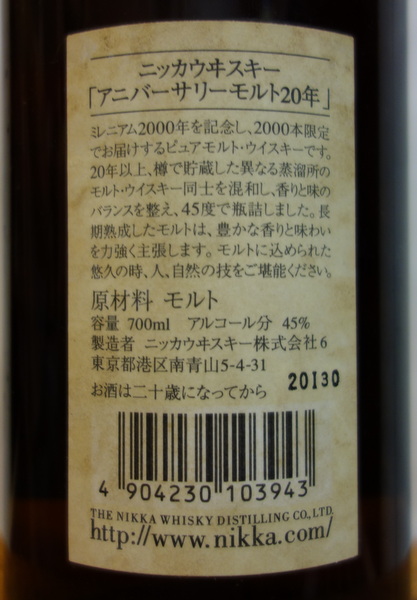 ニッカウヰスキー
「アニバーサリーモルト20年」
ミレニアム2000年を記念し、2000本限定
でお届けするピュアモルト・ウイスキーです。
20年以上、樽で貯蔵した異なる蒸溜所の
モルト・ウイスキー同士を混和し、香りと味の
バランスを整え、45度で瓶詰しました。長
期熟成したモルトは、豊かな香りと味わい
を力強く主張します。モルトに込められた
悠久の時、人、自然の技をご堪能ください。
原材料 モルト
容量 700ml アルコール分 45%
製造者 ニッカウヰスキー株式会社6
東京都港区南青山5-4-31
お酒は二十歳になってから 20I30
4 904230 103943
THE NIKKA WHISKY DISTILLING CO., LTD.
http://www.nikka.com/